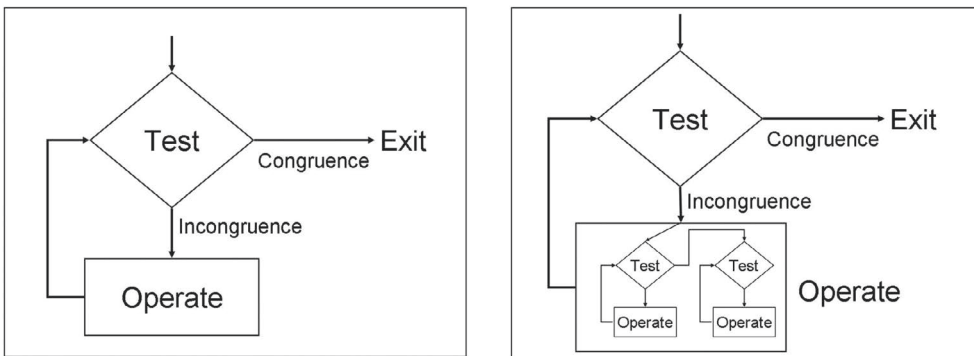 Test
Exit
Congruence
Incongruence
Operate
Test
Exit
Congruence
Incongruence
Test
Test
Operate
Operate
Operate